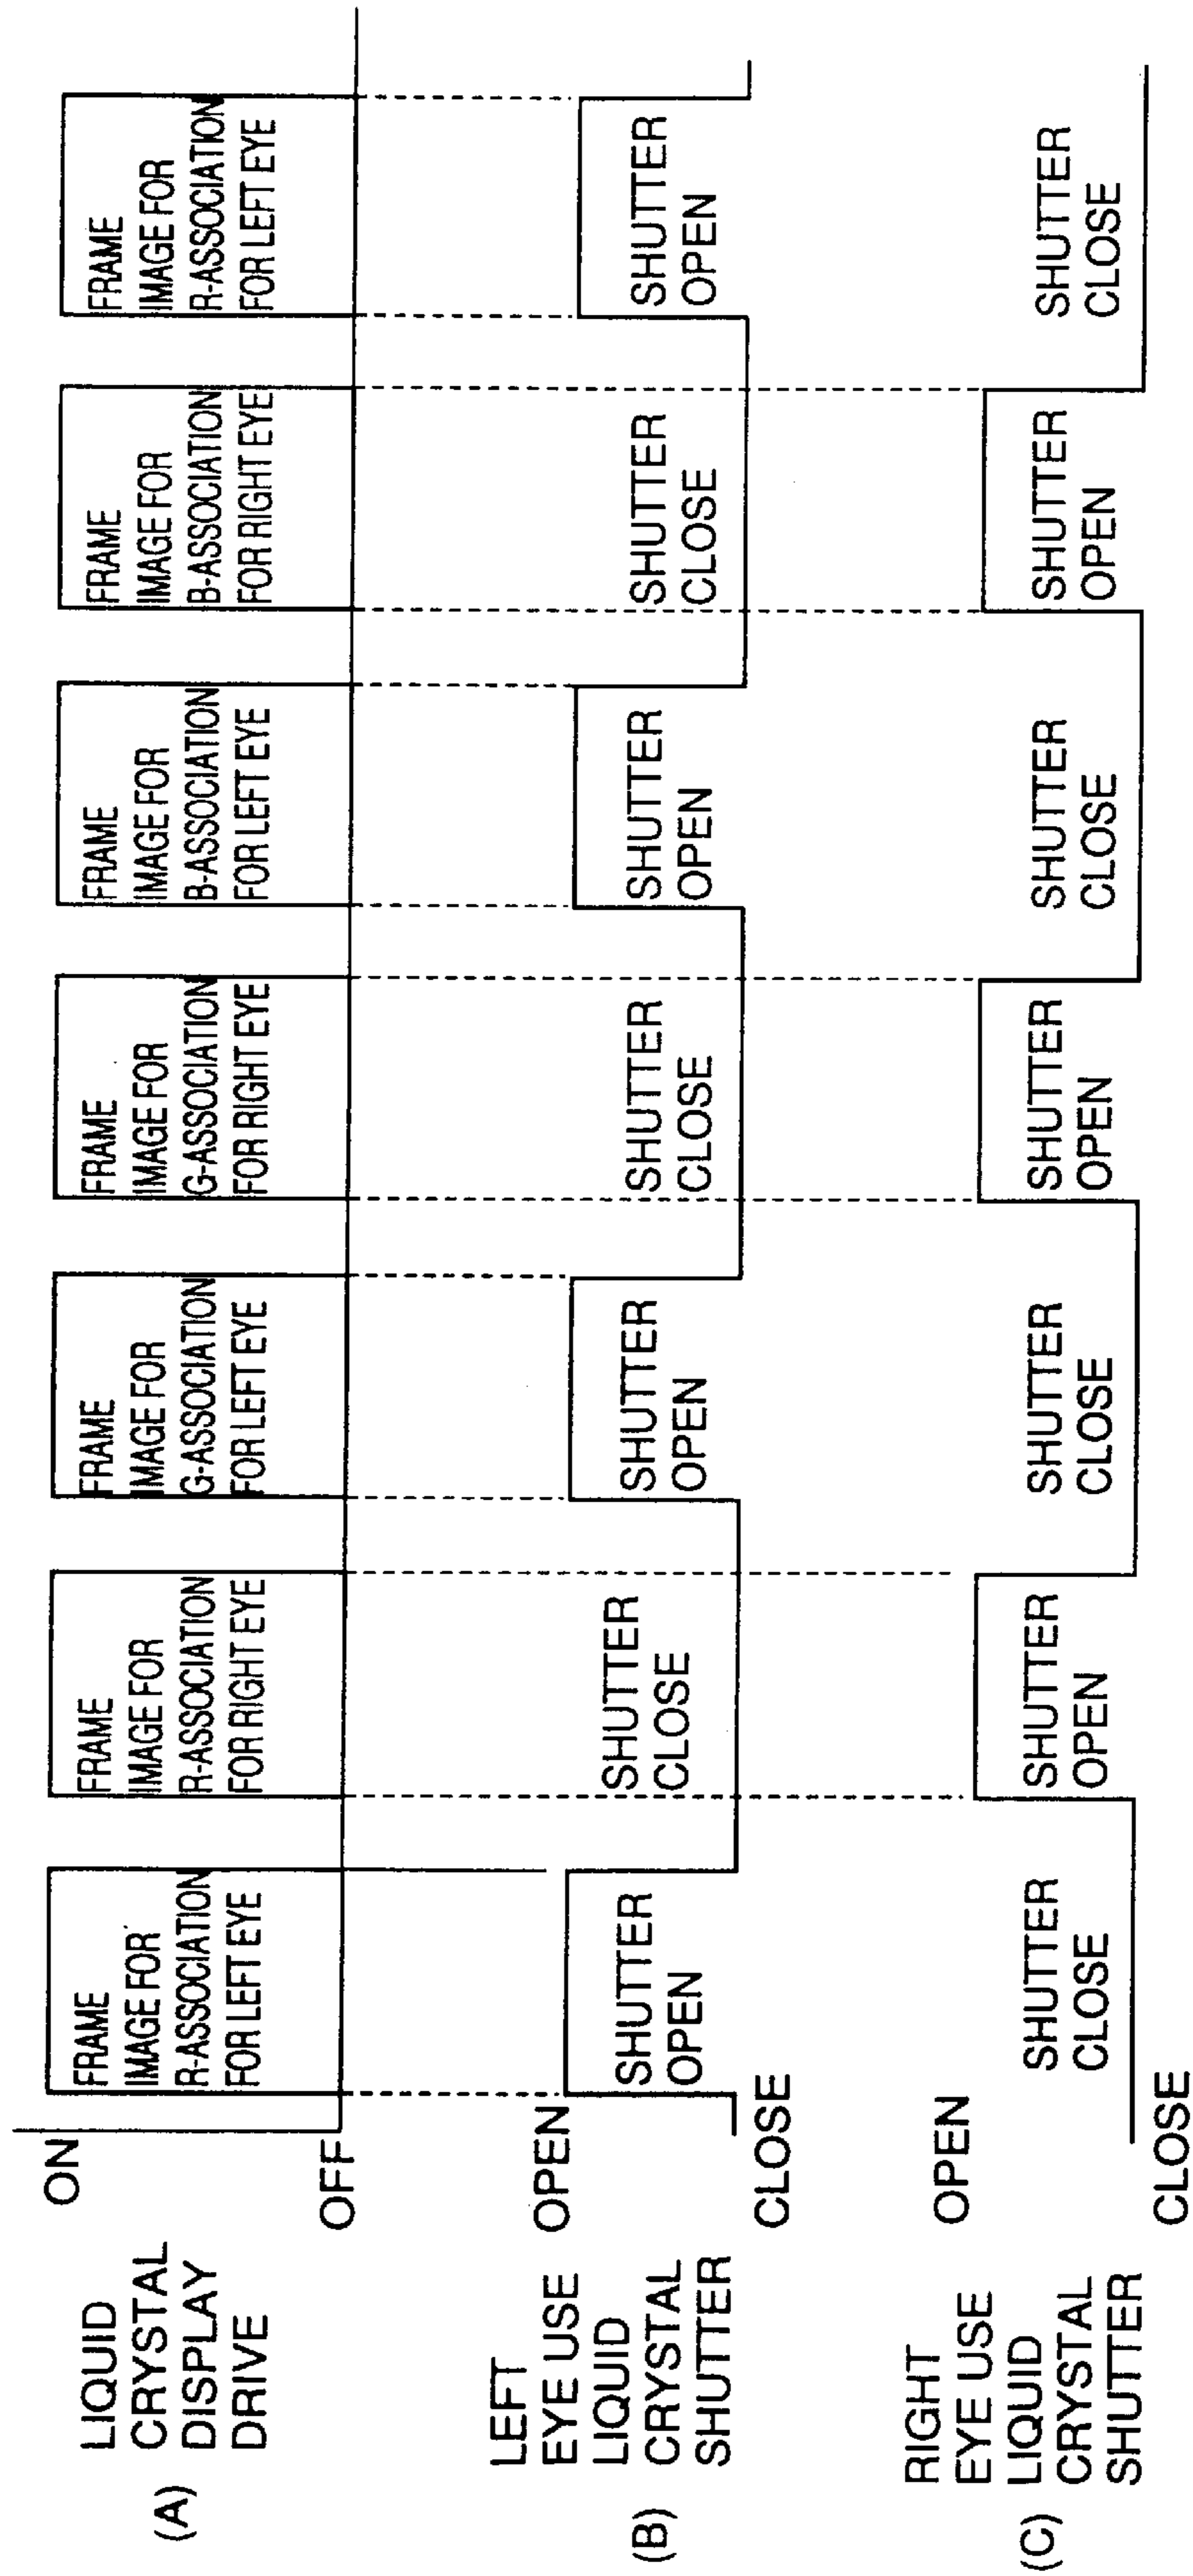 (A)
LIQUID
CRYSTAL
DISPLAY
DRIVE
ON
OFF
FRAME
IMAGE FOR
R-ASSOCIATION
FOR LEFT EYE
FRAME
IMAGE FOR
R-ASSOCIATION
FOR RIGHT EYE
FRAME
IMAGE FOR
G-ASSOCIATION
FOR LEFT EYE
FRAME
IMAGE FOR
G-ASSOCIATION
FOR RIGHT EYE
FRAME
IMAGE FOR
B-ASSOCIATION
FOR LEFT EYE
FRAME
IMAGE FOR
B-ASSOCIATION
FOR RIGHT EYE
FRAME
IMAGE FOR
R-ASSOCIATION
FOR LEFT EYE
(B)
LEFT
EYE USE
LIQUID
CRYSTAL
SHUTTER
OPEN
CLOSE
SHUTTER
OPEN
SHUTTER
CLOSE
SHUTTER
OPEN
SHUTTER
CLOSE
SHUTTER
OPEN
SHUTTER
CLOSE
SHUTTER
OPEN
(C)
RIGHT
EYE USE
LIQUID
CRYSTAL
SHUTTER
OPEN
CLOSE
SHUTTER
CLOSE
SHUTTER
OPEN
SHUTTER
CLOSE
SHUTTER
OPEN
SHUTTER
CLOSE
SHUTTER
OPEN
SHUTTER
CLOSE